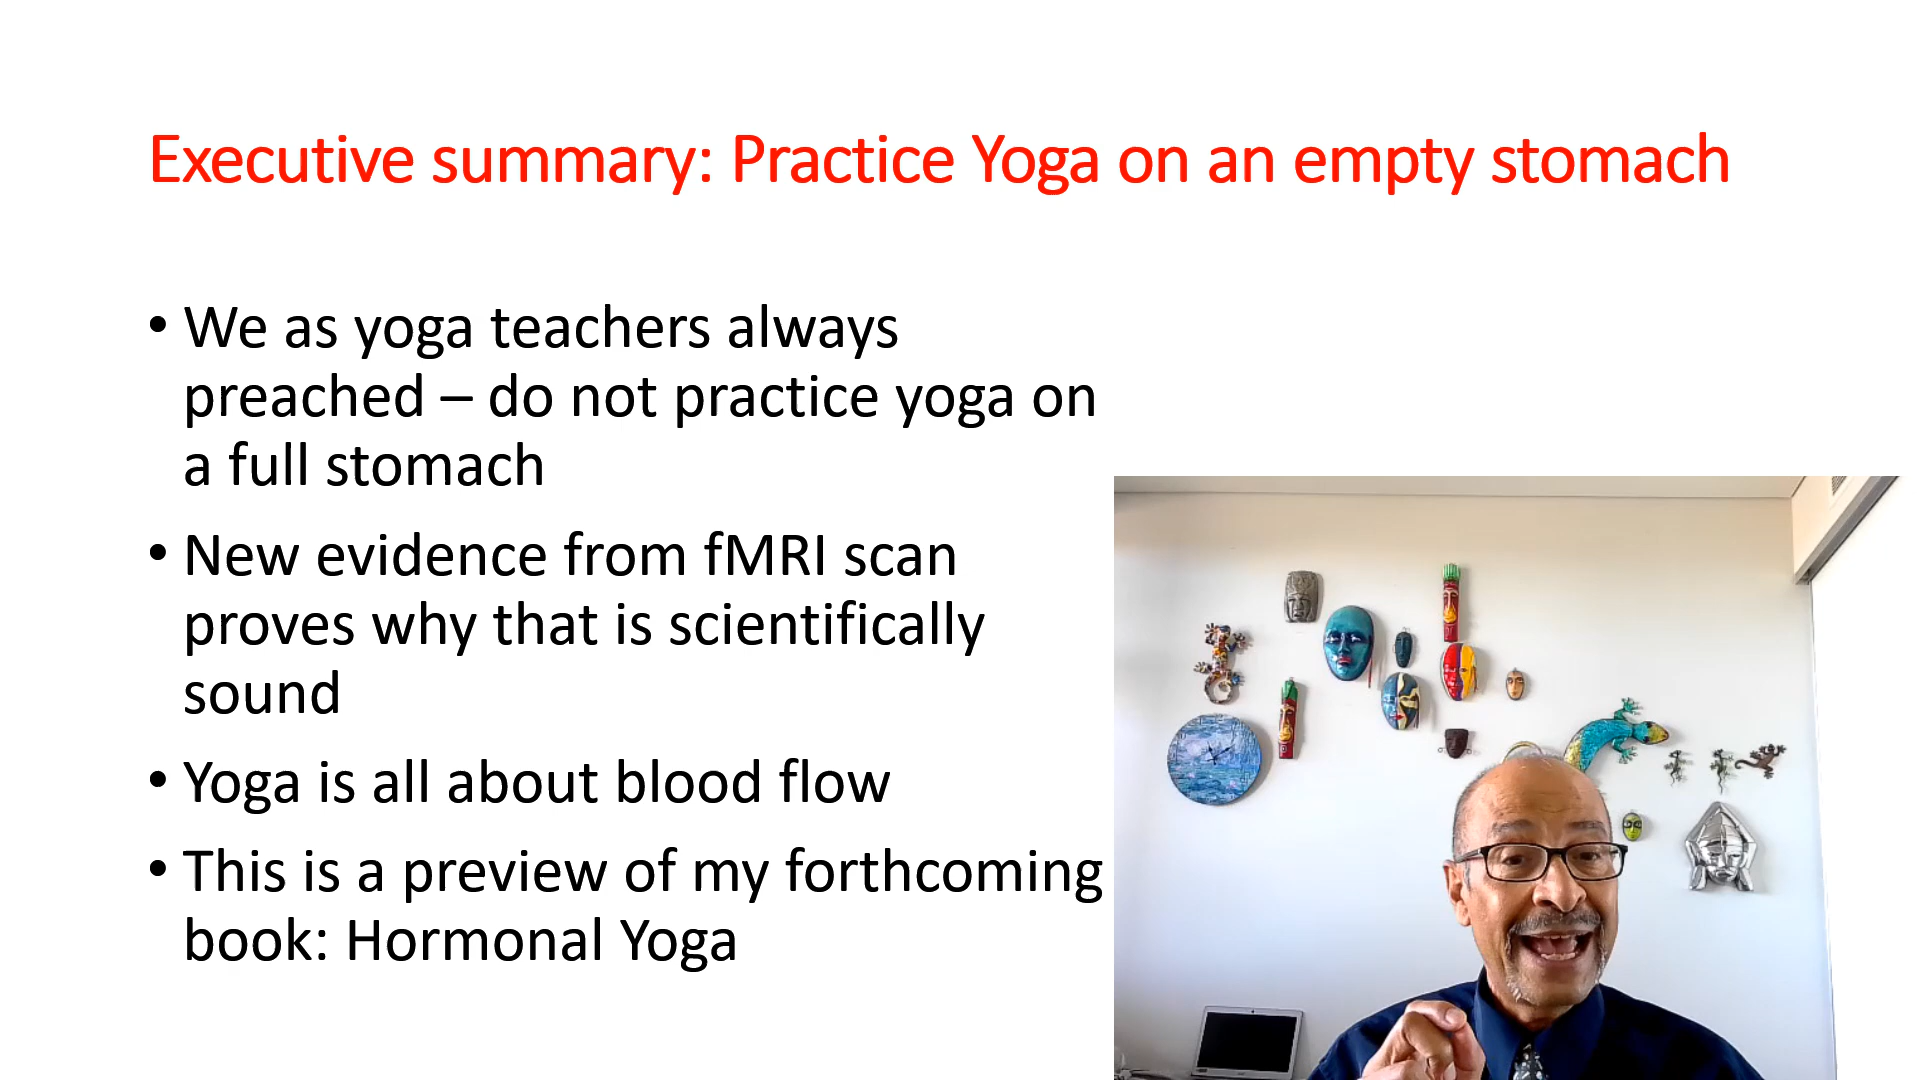 Executive summary: Practice Yoga on an empty stomach
• We as yoga teachers always
preached – do not practice yoga on
a full stomach
• New evidence from fMRI scan
proves why that is scientifically
sound
• Yoga is all about blood flow
• This is a preview of my forthcoming
book: Hormonal Yoga